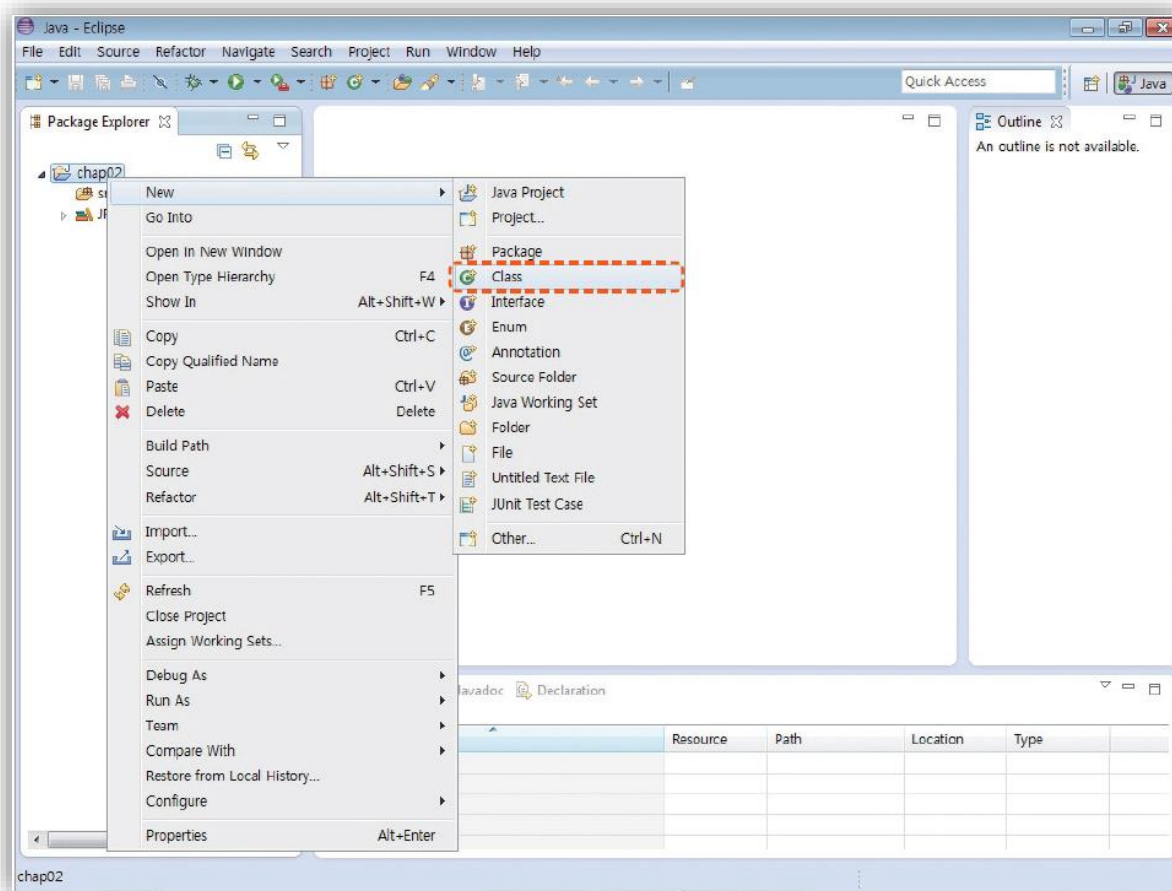 Java - Eclipse
File Edit Source Refactor Navigate Search Project Run Window Help
Quick Access
Java
Package Explorer
Outline
An outline is not available.
chap02
New
Go Into
Open in New Window
Open Type Hierarchy F4
Show In Alt+Shift+W
Copy Ctrl+C
Copy Qualified Name
Paste Ctrl+V
Delete Delete
Build Path
Source Alt+Shift+S
Refactor Alt+Shift+T
Import...
Export...
Refresh F5
Close Project
Assign Working Sets...
Debug As
Run As
Team
Compare With
Restore from Local History...
Configure
Properties Alt+Enter
Java Project
Project...
Package
Class
Interface
Enum
Annotation
Source Folder
Java Working Set
Folder
File
Untitled Text File
JUnit Test Case
Other... Ctrl+N
Javadoc Declaration
Resource Path Location Type
chap02